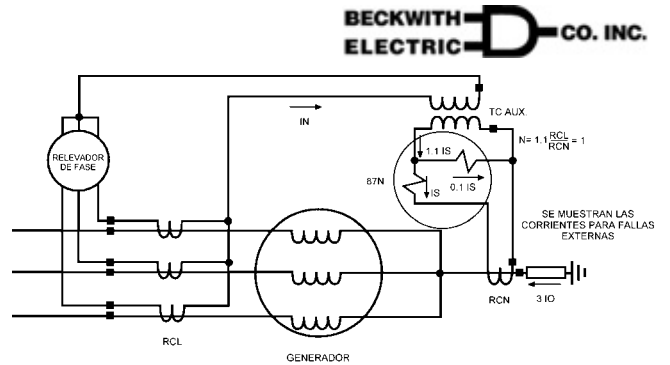 BECKWITH
ELECTRIC
CO. INC.
TC AUX.
IN
N= 1.1 RCL/RCN = 1
RELEVADOR
DE FASE
1.1 IS
87N
IS
0.1 IS
SE MUESTRAN LAS
CORRIENTES PARA FALLAS
EXTERNAS
RCN
3 IO
RCL
GENERADOR